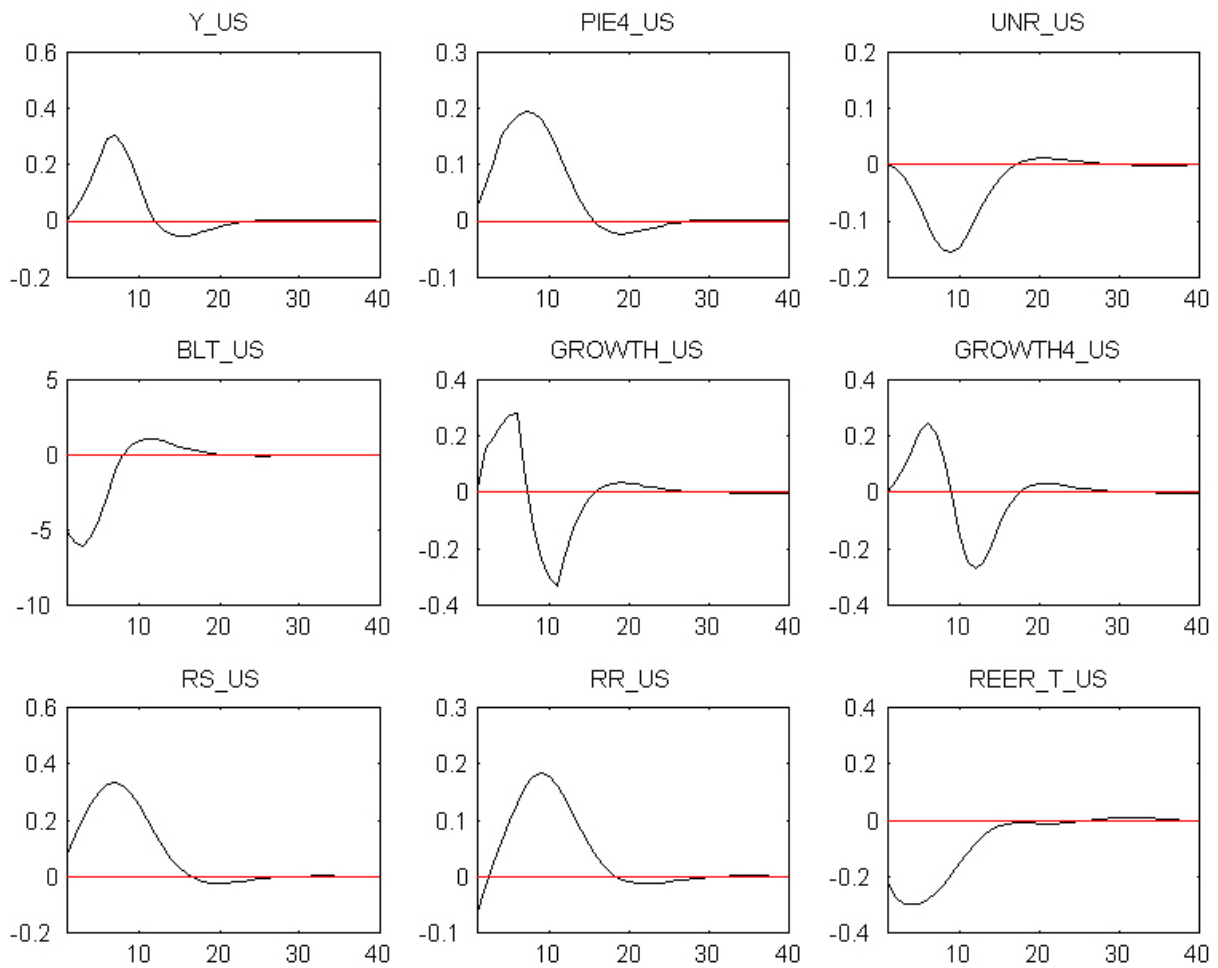 Y_US PIE4_US UNR_US
0.6 0.3 0.2
0.4 0.2 0.1
0.2 0.1 0
0 0 -0.1
-0.2 -0.1 -0.2
10 20 30 40 10 20 30 40 10 20 30 40
BLT_US GROWTH_US GROWTH4_US
5 0.4 0.4
0 0.2 0.2
-5 0 0
-10 -0.2 -0.2
-0.4 -0.4
10 20 30 40 10 20 30 40 10 20 30 40
RS_US RR_US REER_T_US
0.6 0.3 0.4
0.4 0.2 0.2
0.2 0.1 0
0 0 -0.2
-0.2 -0.1 -0.4
10 20 30 40 10 20 30 40 10 20 30 40